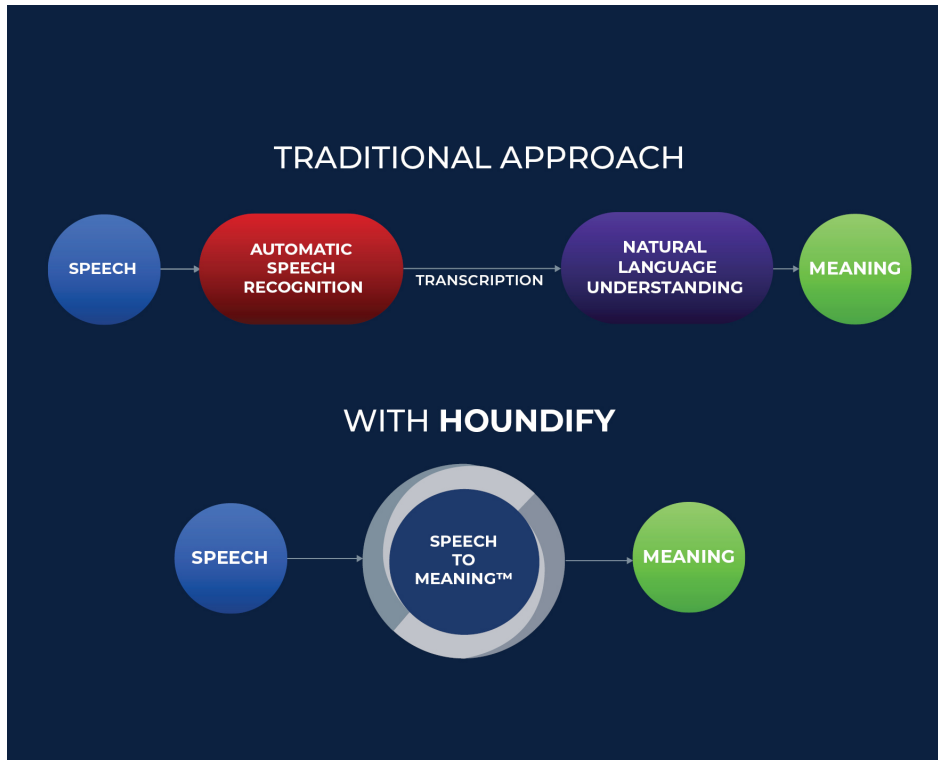 TRADITIONAL APPROACH
SPEECH
AUTOMATIC
SPEECH
RECOGNITION
TRANSCRIPTION
NATURAL
LANGUAGE
UNDERSTANDING
MEANING
WITH HOUNDIFY
SPEECH
SPEECH
TO
MEANING™
MEANING